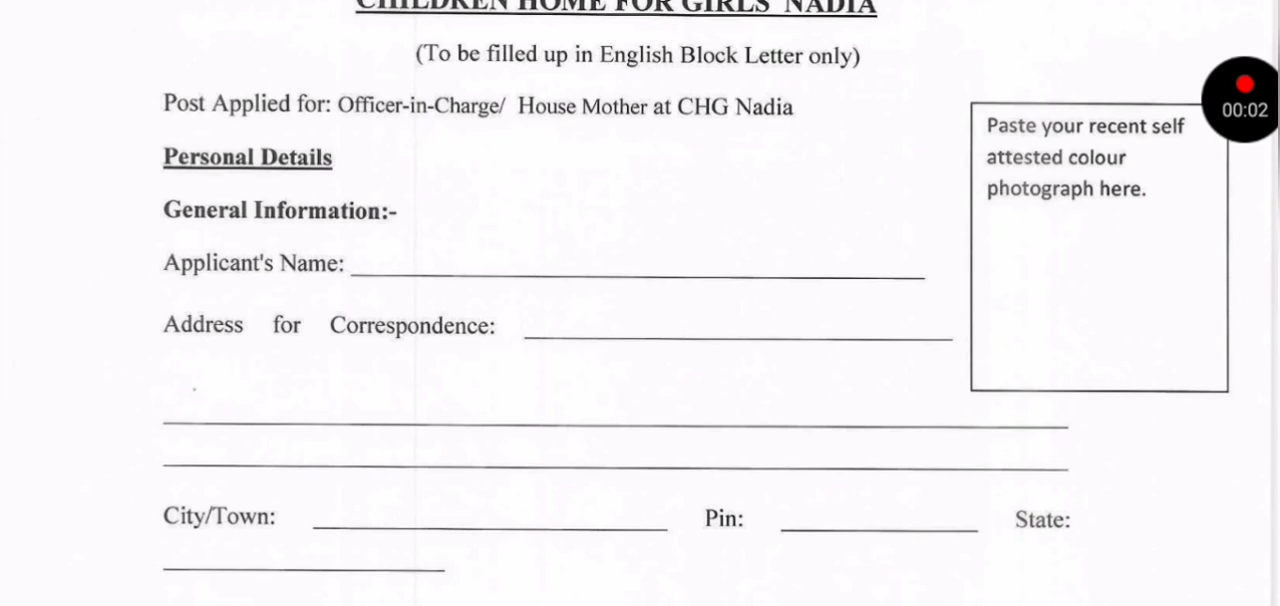 CHILDREN HOME FOR GIRLS NADIA
(To be filled up in English Block Letter only)
Post Applied for: Officer-in-Charge/ House Mother at CHG Nadia
00:02
Paste your recent self
attested colour
photograph here.
Personal Details
General Information:-
Applicant's Name:
Address for Correspondence:
City/Town: Pin: State: